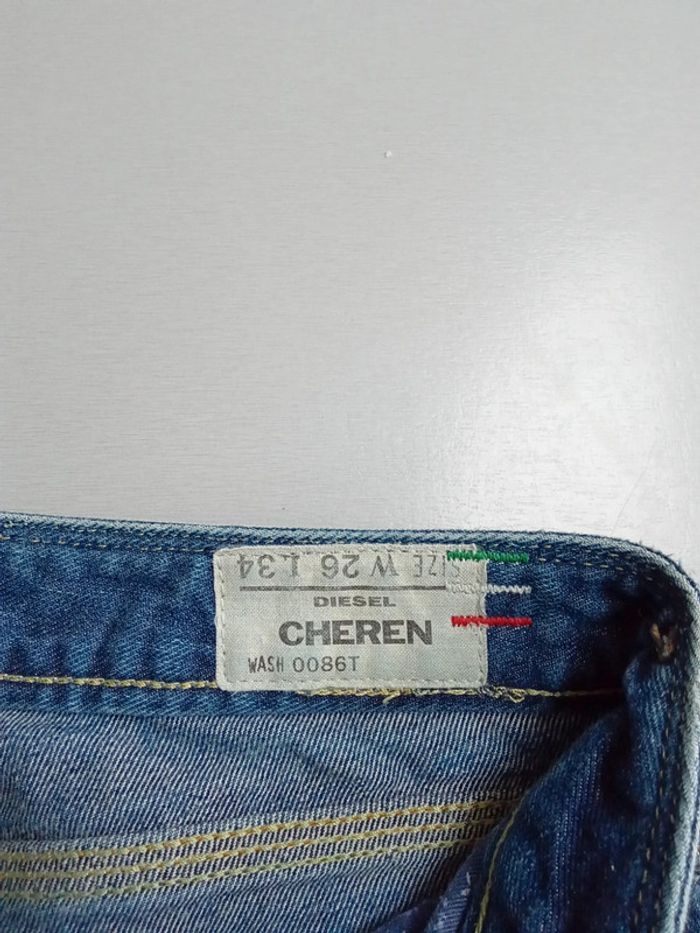 SIZE W 26 L 34
DIESEL
CHEREN
WASH 0086T